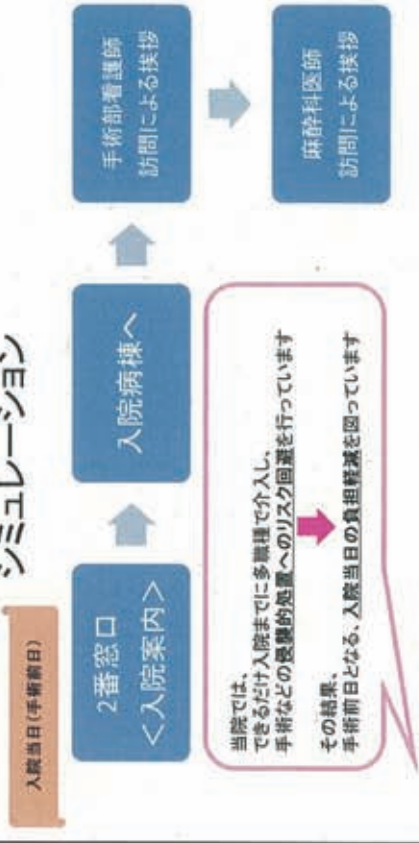 シミュレーション
入院当日(手術前日)
2番窓口
<入院案内>
入院病棟へ
手術部看護師
訪問による挨拶
麻酔科医師
訪問による挨拶
当院では、
できるだけ入院までに多職種で介入し、
手術などの侵襲的処置へのリスク回避を行っています
その結果、
手術前日となる、入院当日の負担軽減を図っています